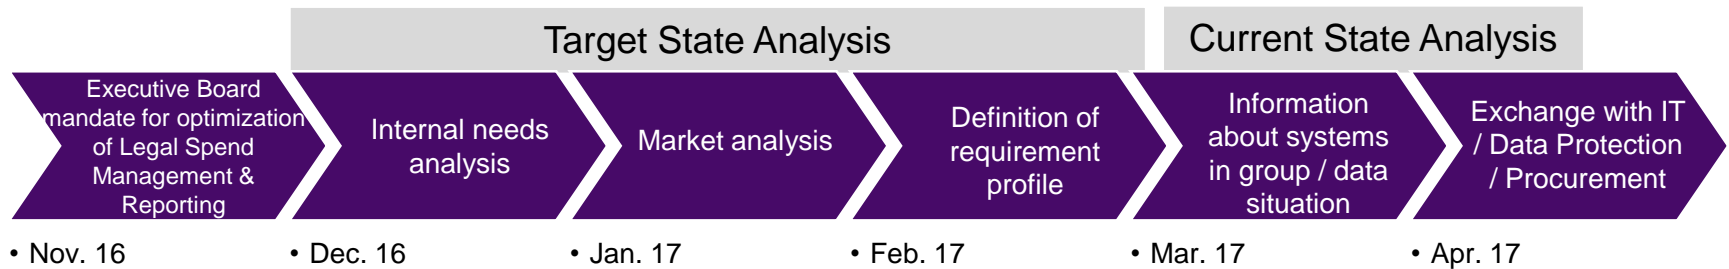 Target State Analysis
Current State Analysis
Executive Board
mandate for optimization
of Legal Spend
Management &
Reporting
Internal needs
analysis
Market analysis
Definition of
requirement
profile
Information
about systems
in group / data
situation
Exchange with IT
/ Data Protection
/ Procurement
• Nov. 16
• Dec. 16
• Jan. 17
• Feb. 17
• Mar. 17
• Apr. 17